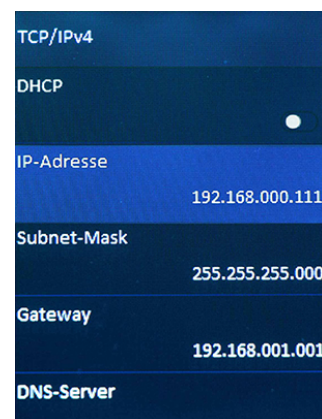 TCP/IPv4
DHCP
IP-Adresse
192.168.000.111
Subnet-Mask
255.255.255.000
Gateway
192.168.001.001
DNS-Server